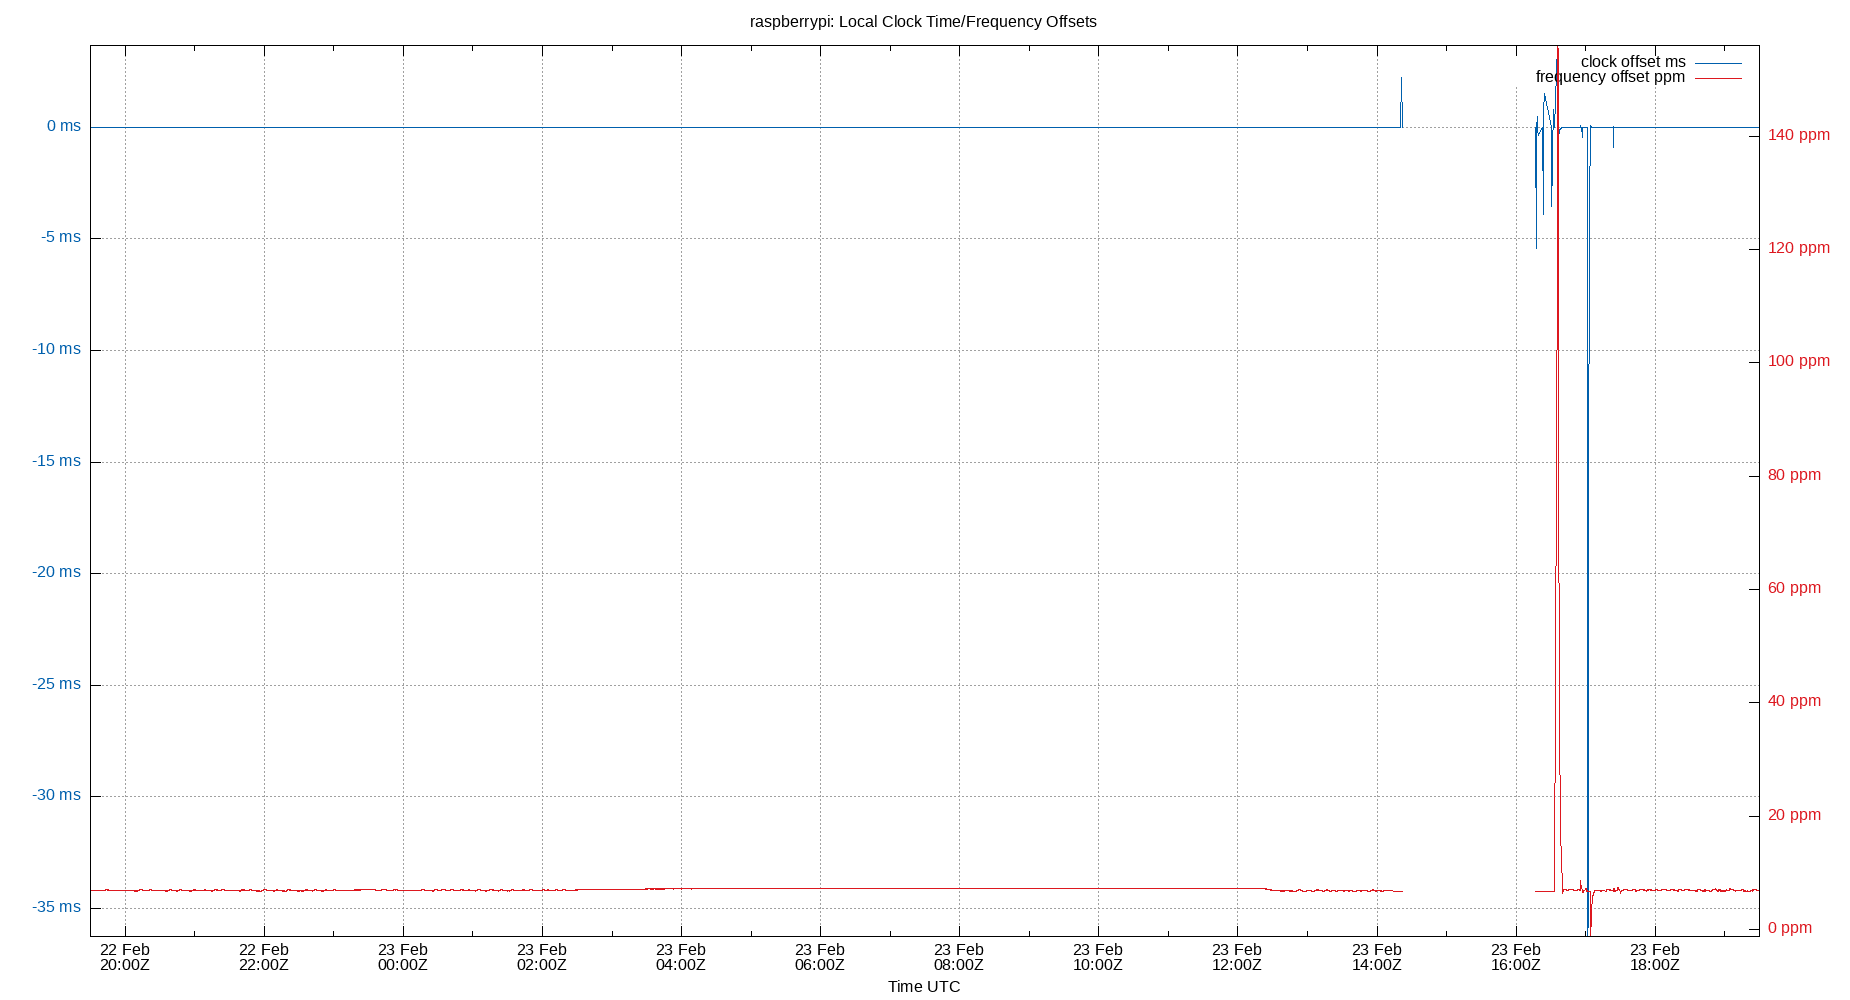 raspberrypi: Local Clock Time/Frequency Offsets
clock offset ms
frequency offset ppm
0 ms
-5 ms
-10 ms
-15 ms
-20 ms
-25 ms
-30 ms
-35 ms
140 ppm
120 ppm
100 ppm
80 ppm
60 ppm
40 ppm
20 ppm
0 ppm
22 Feb
20:00Z
22 Feb
22:00Z
23 Feb
00:00Z
23 Feb
02:00Z
23 Feb
04:00Z
23 Feb
06:00Z
23 Feb
08:00Z
23 Feb
10:00Z
23 Feb
12:00Z
23 Feb
14:00Z
23 Feb
16:00Z
23 Feb
18:00Z
Time UTC